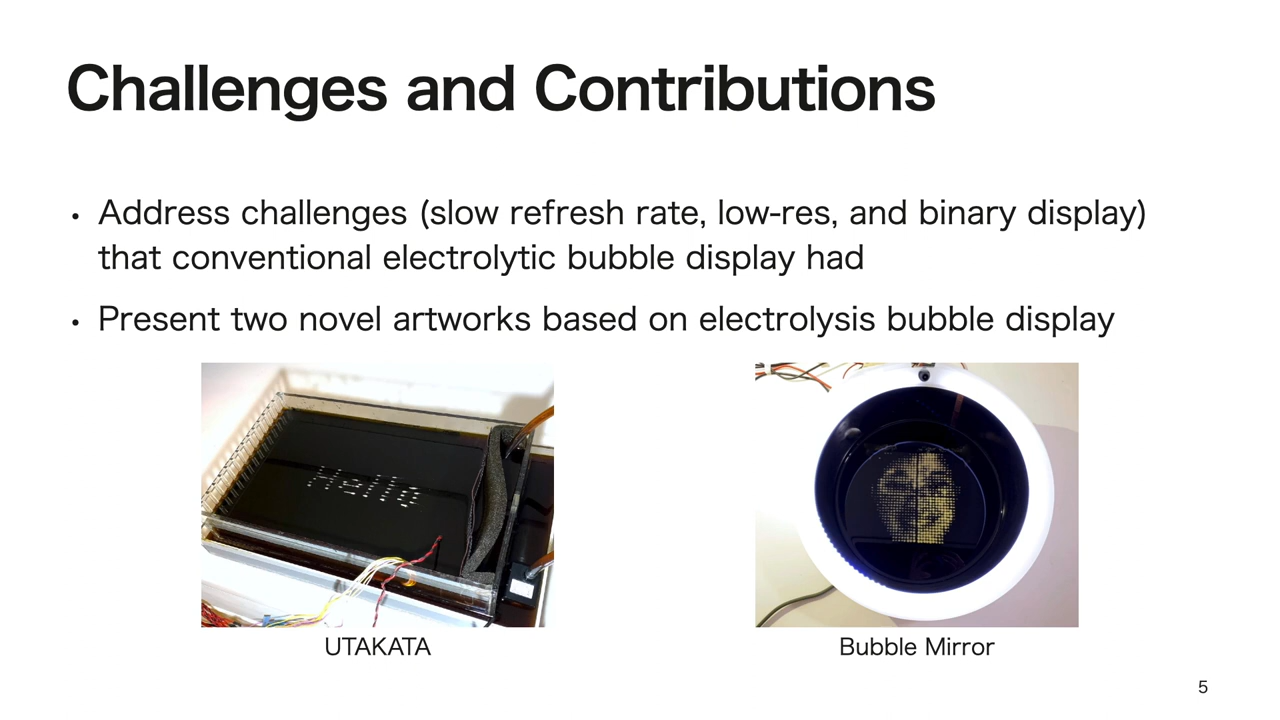 Challenges and Contributions
• Address challenges (slow refresh rate, low-res, and binary display)
that conventional electrolytic bubble display had
• Present two novel artworks based on electrolysis bubble display
Hello
UTAKATA
Bubble Mirror
5